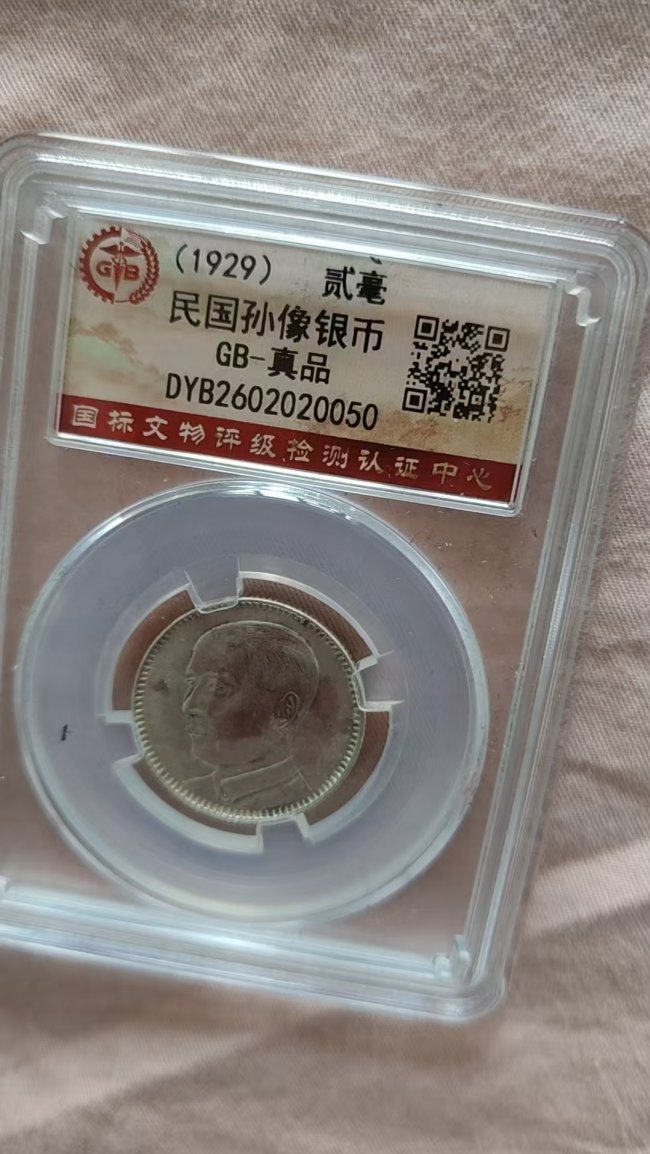 GB
（1929） 贰毫
民国孙像银币
GB-真品
DYB2602020050
国标文物评级检测认证中心